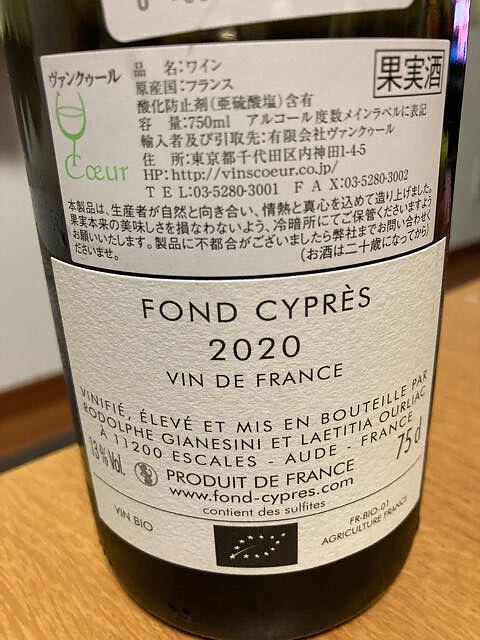 ヴァンクゥール
Cœur
品 名:ワイン
原産国:フランス
酸化防止剤(亜硫酸塩)含有
容 量:750ml アルコール度数メインラベルに表記
輸入者及び引取先:有限会社ヴァンクゥール
住 所:東京都千代田区内神田1-4-5
HP:http://vinscoeur.co.jp/
TEL:03-5280-3001 FAX:03-5280-3002
果実酒
本製品は、生産者が自然と向き合い、情熱と真心を込めて造り上げました。
果実本来の美味しさを損なわないよう、冷暗所にてご保管くださいますよう
お願いいたします。製品に不都合がございましたら弊社までお問い合わせく
ださいませ。 (お酒は二十歳になってから)
FOND CYPRÈS
2020
VIN DE FRANCE
VINIFIÉ, ÉLEVÉ ET MIS EN BOUTEILLE PAR
RODOLPHE GIANESINI ET LAETITIA OURLIAC
À 11200 ESCALES - AUDE - FRANCE
13%Vol. PRODUIT DE FRANCE 75cl
www.fond-cypres.com
contient des sulfites
VIN BIO
FR-BIO-01
AGRICULTURE FRANCE